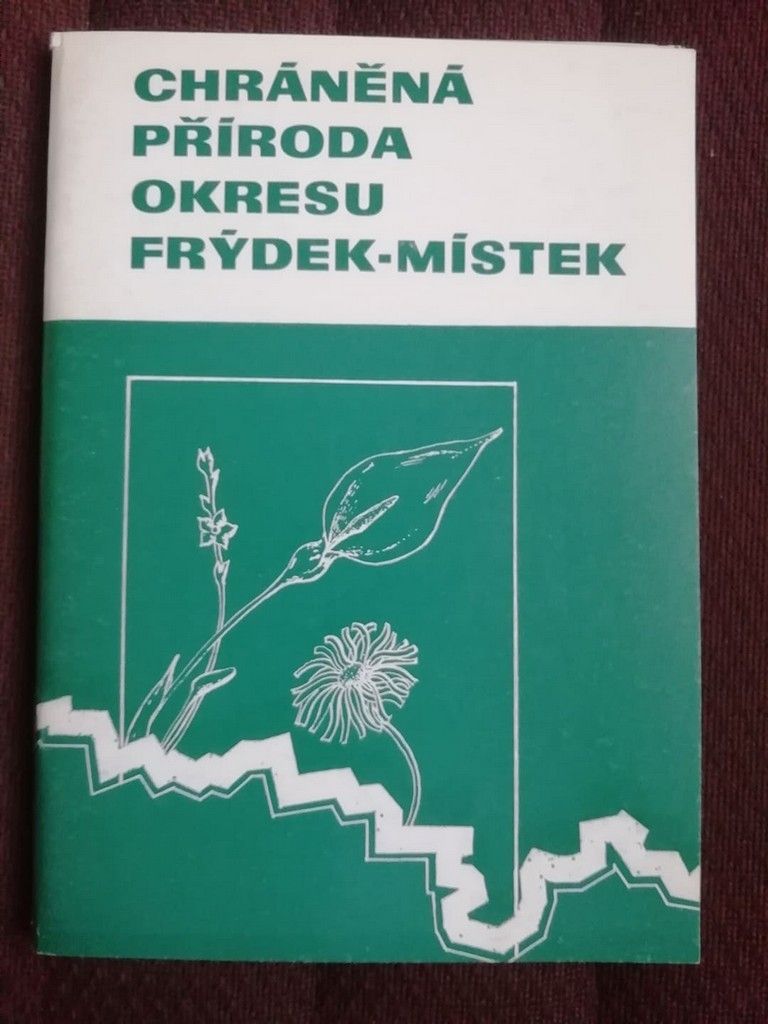 CHRÁNĚNÁ
PŘÍRODA
OKRESU
FRÝDEK-MÍSTEK